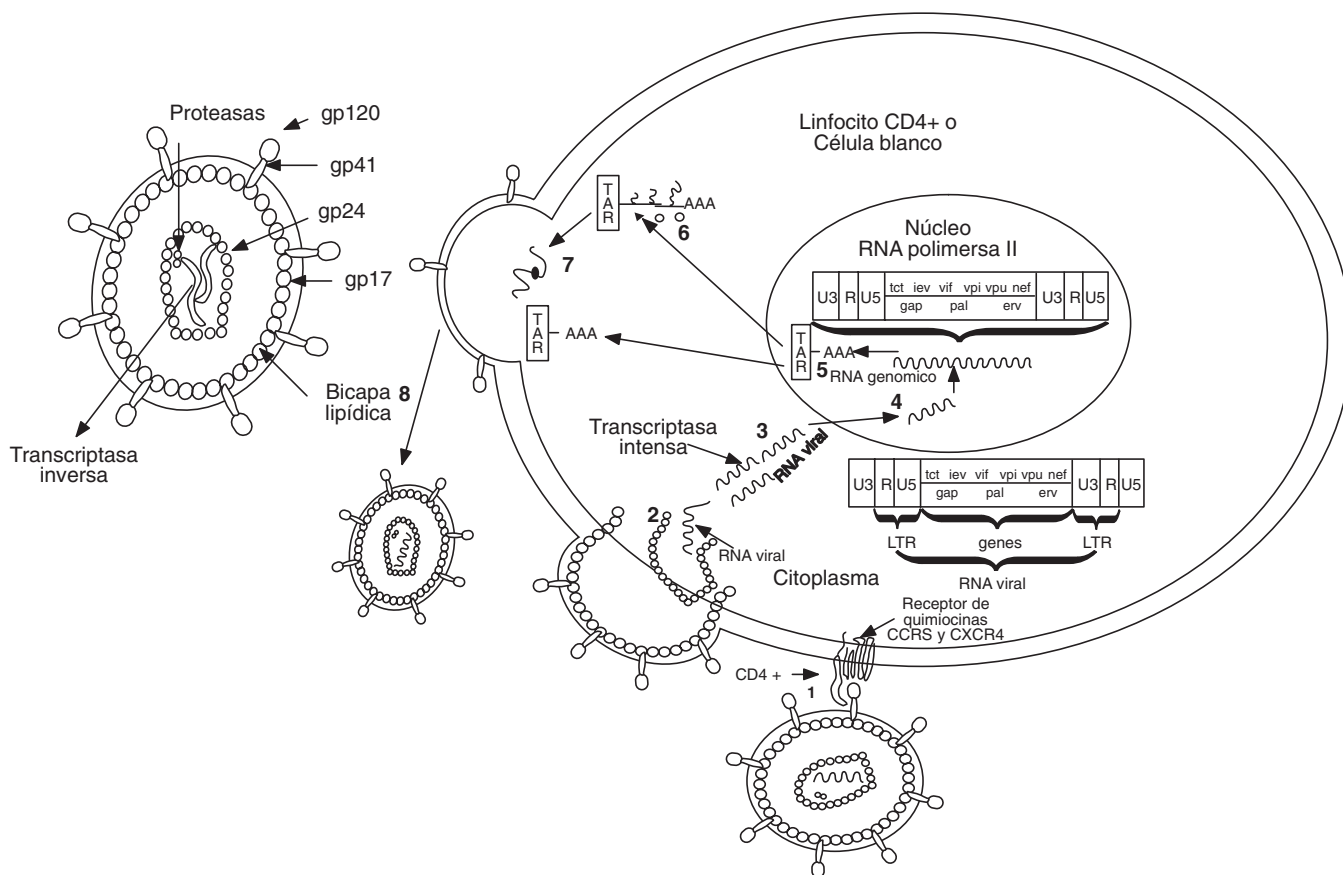 Proteasas
gp120
gp41
gp24
gp17
Bicapa
lipídica
Transcriptasa
inversa
8
Linfocito CD4+ o
Célula blanco
TAR
AAA
6
7
TAR
AAA
Núcleo
RNA polimersa II
U3 R U5 tct iev vif vpi vpu nef U3 R U5
gap pal erv
TAR
AAA
5
RNA genomico
4
3
Transcriptasa
intensa
RNA viral
2
RNA viral
Citoplasma
U3 R U5 tct iev vif vpi vpu nef U3 R U5
gap pal erv
LTR genes LTR
RNA viral
Receptor de
quimiocinas
CCRS y CXCR4
CD4 +
1